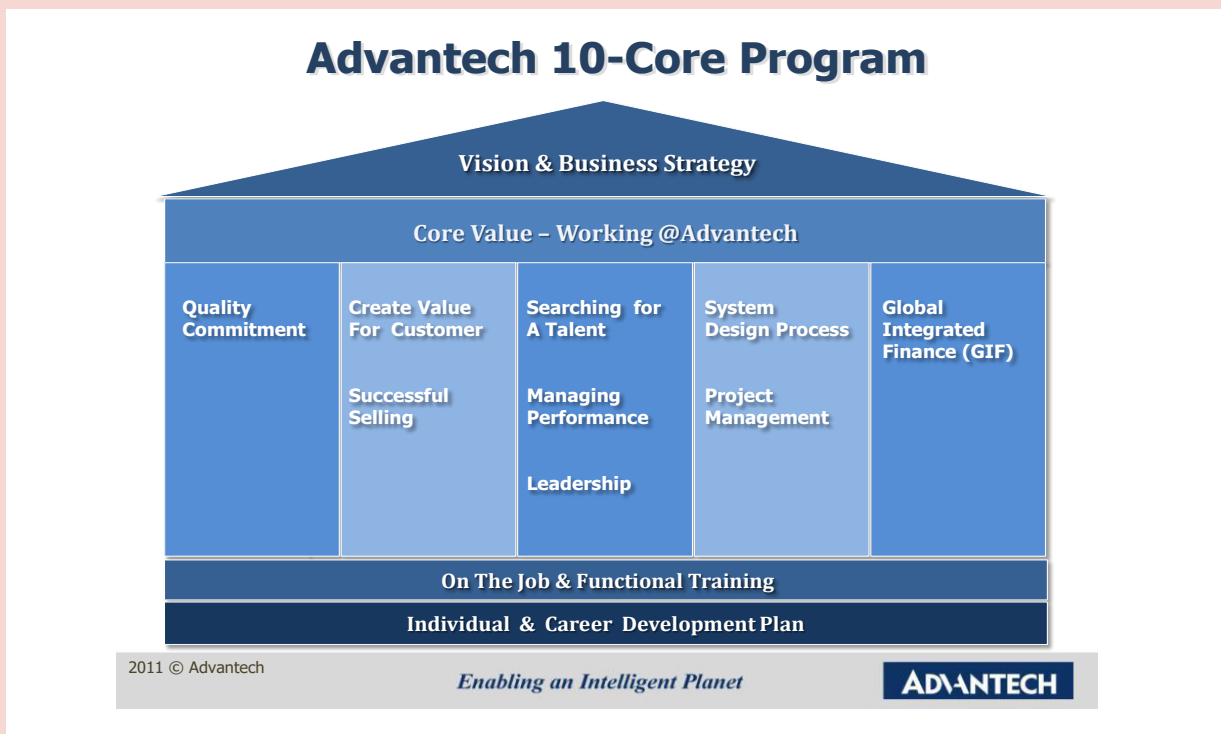 Advantech 10-Core Program
Vision & Business Strategy
Core Value – Working @Advantech
Quality
Commitment
Create Value
For Customer
Successful
Selling
Searching for
A Talent
Managing
Performance
Leadership
System
Design Process
Project
Management
Global
Integrated
Finance (GIF)
On The Job & Functional Training
Individual & Career Development Plan
2011 © Advantech
Enabling an Intelligent Planet
ADVANTECH